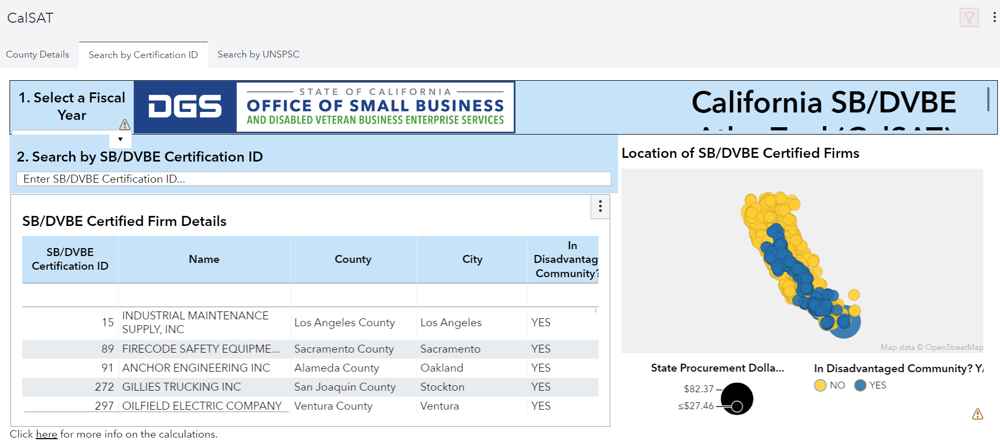 CalSAT
County Details
Search by Certification ID
Search by UNSPSC
1. Select a Fiscal
Year
DGS
STATE OF CALIFORNIA
OFFICE OF SMALL BUSINESS
AND DISABLED VETERAN BUSINESS ENTERPRISE SERVICES
California SB/DVBE
2. Search by SB/DVBE Certification ID
Enter SB/DVBE Certification ID...
SB/DVBE Certified Firm Details
SB/DVBE
Certification ID
Name
County
City
In
Disadvantag
Community?
15 INDUSTRIAL MAINTENANCE
SUPPLY, INC
Los Angeles County Los Angeles YES
89 FIRECODE SAFETY EQUIPME... Sacramento County Sacramento YES
91 ANCHOR ENGINEERING INC Alameda County Oakland YES
272 GILLIES TRUCKING INC San Joaquin County Stockton YES
297 OILFIELD ELECTRIC COMPANY Ventura County Ventura YES
Click here for more info on the calculations.
Location of SB/DVBE Certified Firms
Map data © OpenStreetMap
State Procurement Dolla...
$82.37
≤$27.46
In Disadvantaged Community? Y/
NO YES